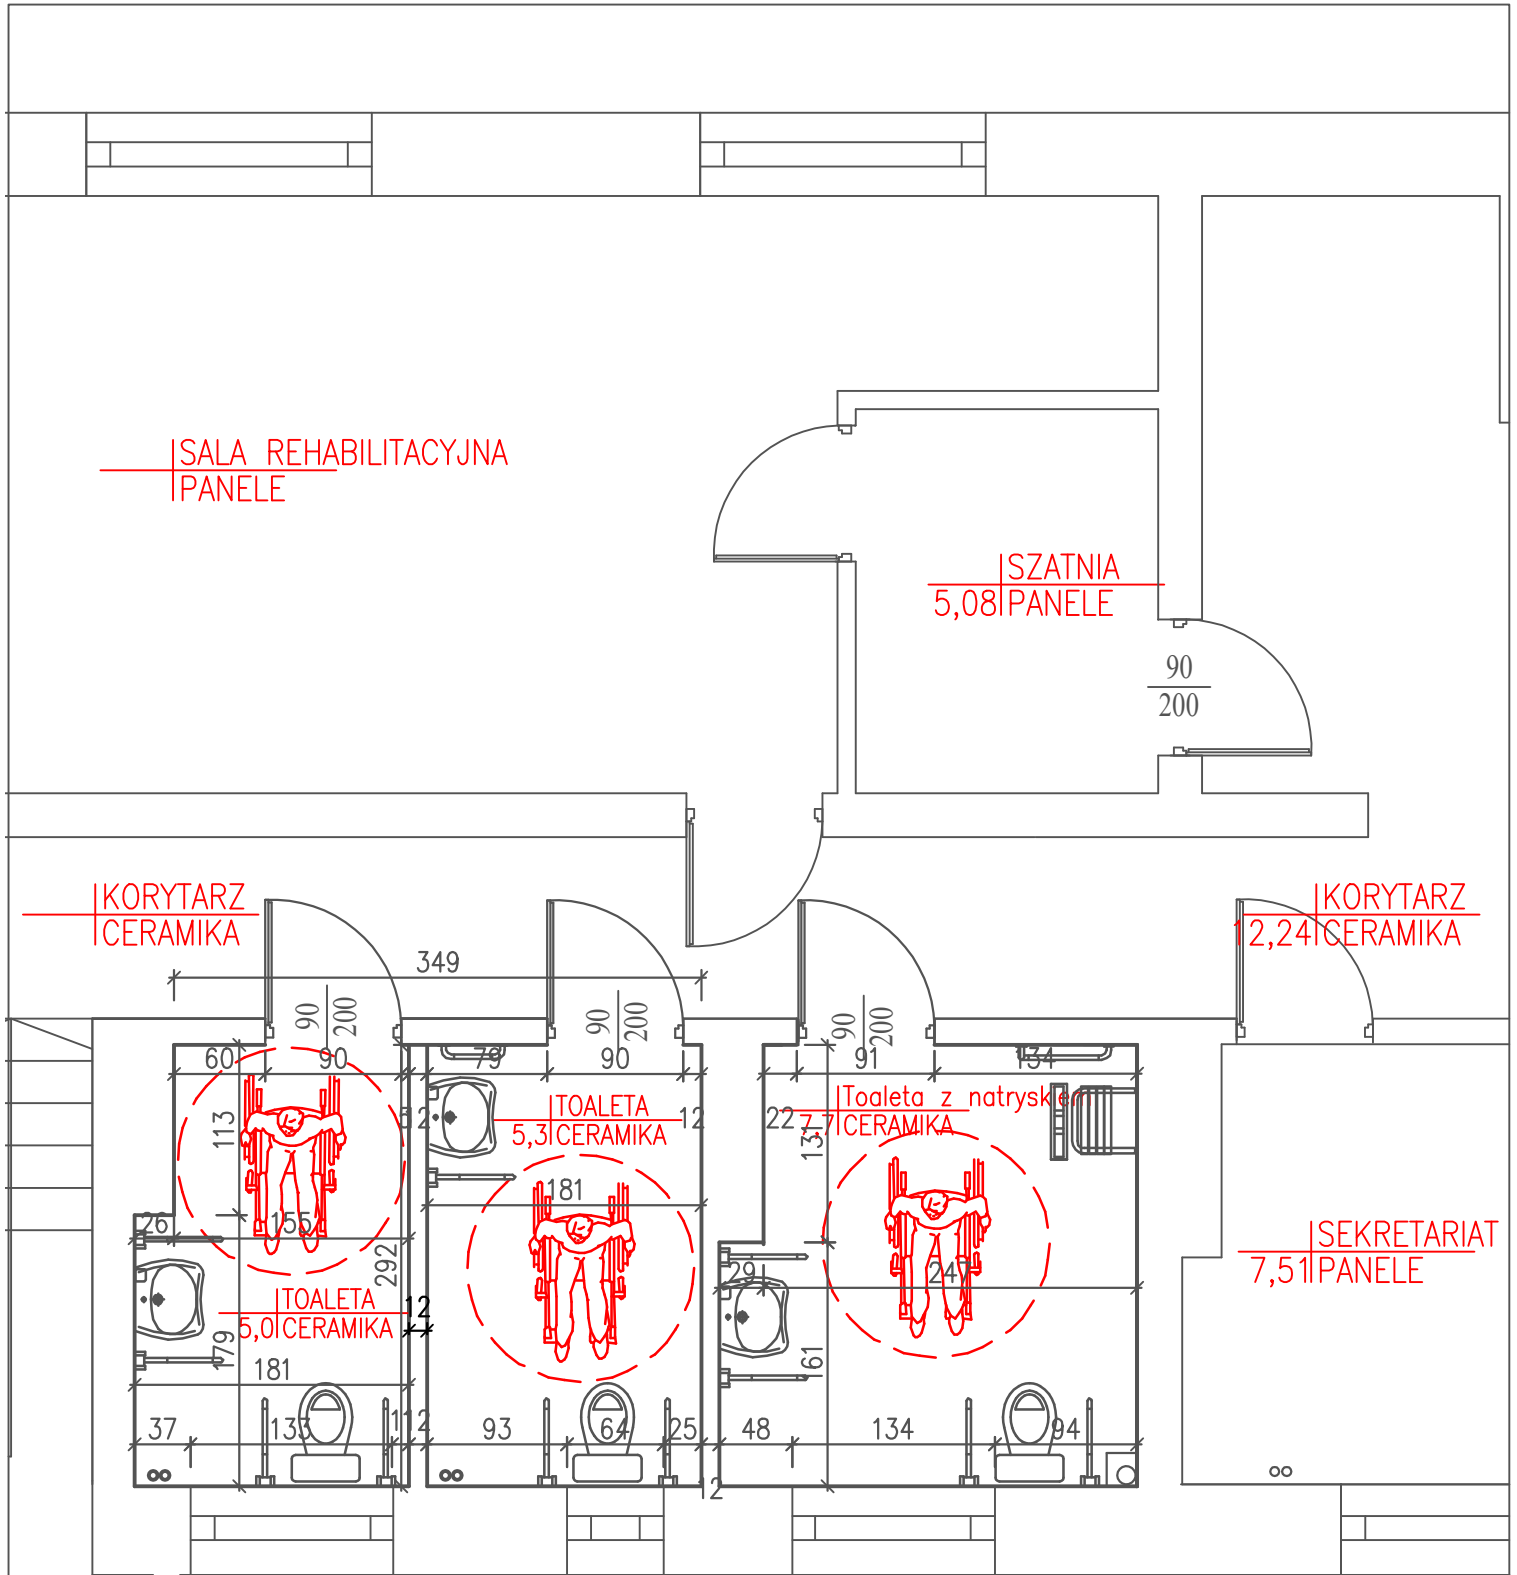 SALA REHABILITACYJNA
PANELE
SZATNIA
5,08 PANELE
90
200
KORYTARZ
CERAMIKA
KORYTARZ
12,24 CERAMIKA
349
90
200
90
200
90
200
60
90
79
90
91
134
113
12
TOALETA
5,3 CERAMIKA
12
22
Toaleta z natryskiem
7,7 CERAMIKA
131
181
26
155
292
29
247
SEKRETARIAT
7,51 PANELE
TOALETA
5,0 CERAMIKA
12
179
181
161
37
133
112
93
64
25
48
134
94
12